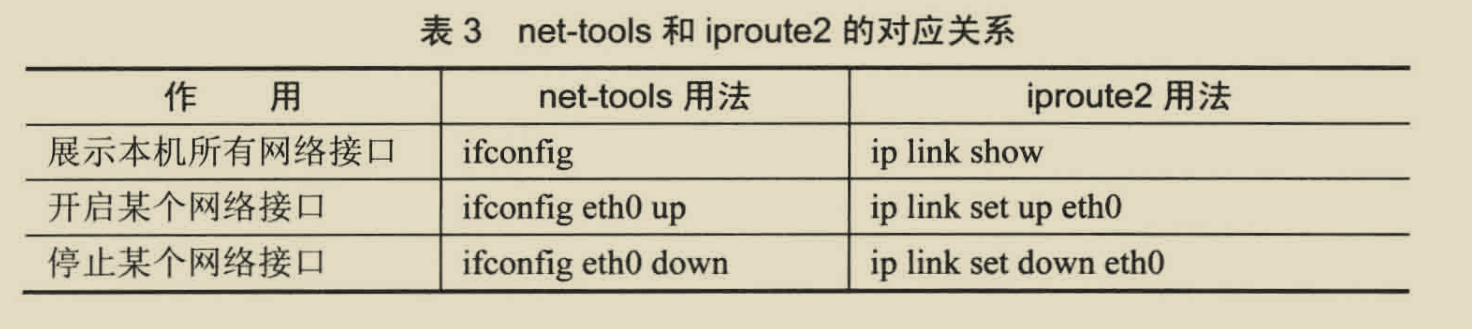 表 3 net-tools 和 iproute2 的对应关系
作 用 net-tools 用法 iproute2 用法
展示本机所有网络接口 ifconfig ip link show
开启某个网络接口 ifconfig eth0 up ip link set up eth0
停止某个网络接口 ifconfig eth0 down ip link set down eth0